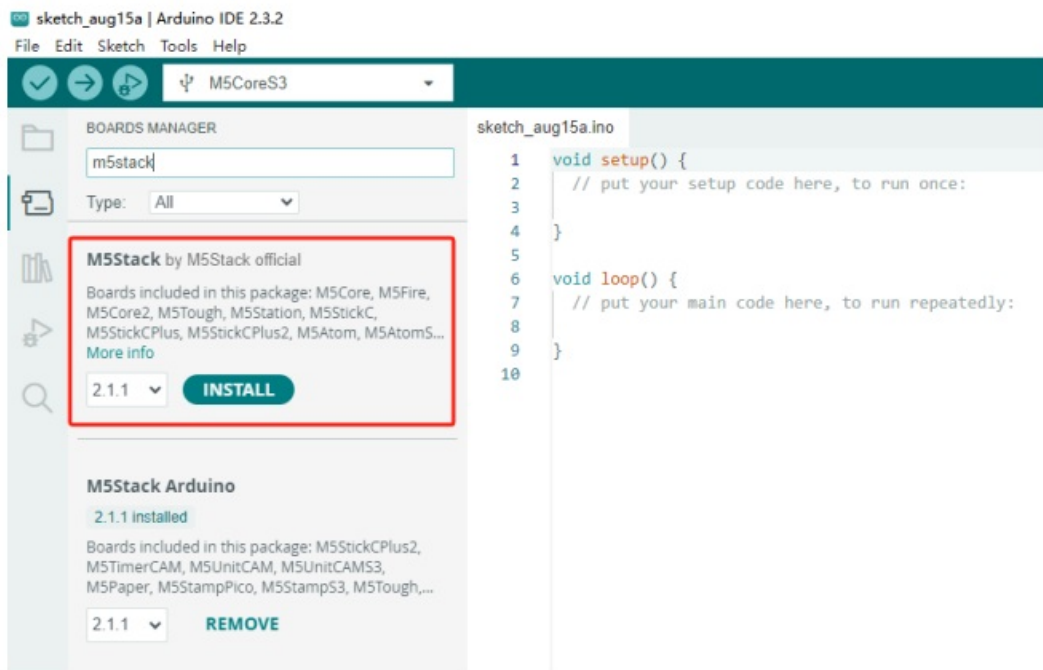 sketch_aug15a | Arduino IDE 2.3.2
File Edit Sketch Tools Help
M5CoreS3
BOARDS MANAGER
m5stack
Type: All
M5Stack by M5Stack official
Boards included in this package: M5Core, M5Fire,
M5Core2, M5Tough, M5Station, M5StickC,
M5StickCPlus, M5StickCPlus2, M5Atom, M5AtomS...
More info
2.1.1 INSTALL
M5Stack Arduino
2.1.1 installed
Boards included in this package: M5StickCPlus2,
M5TimerCAM, M5UnitCAM, M5UnitCAMS3,
M5Paper, M5StampPico, M5StampS3, M5Tough,...
2.1.1 REMOVE
sketch_aug15a.ino
1 void setup() {
2 // put your setup code here, to run once:
3
4 }
5
6 void loop() {
7 // put your main code here, to run repeatedly:
8
9 }
10